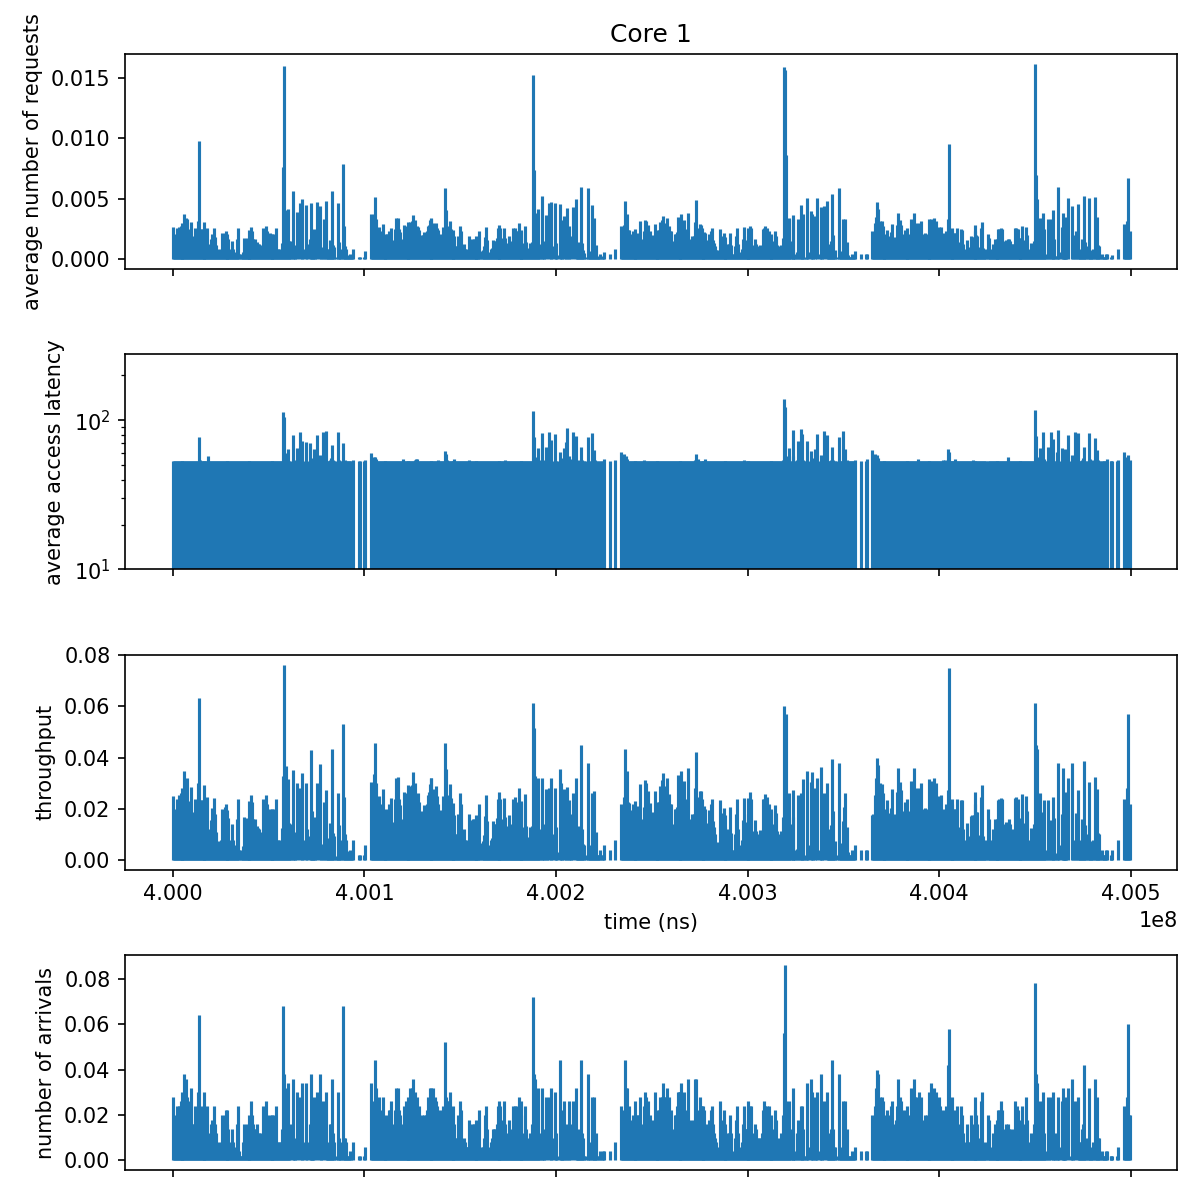 Core 1
average number of requests
0.015
0.010
0.005
0.000
average access latency
10²
10¹
throughput
0.08
0.06
0.04
0.02
0.00
4.000 4.001 4.002 4.003 4.004 4.005
time (ns)
1e8
number of arrivals
0.08
0.06
0.04
0.02
0.00